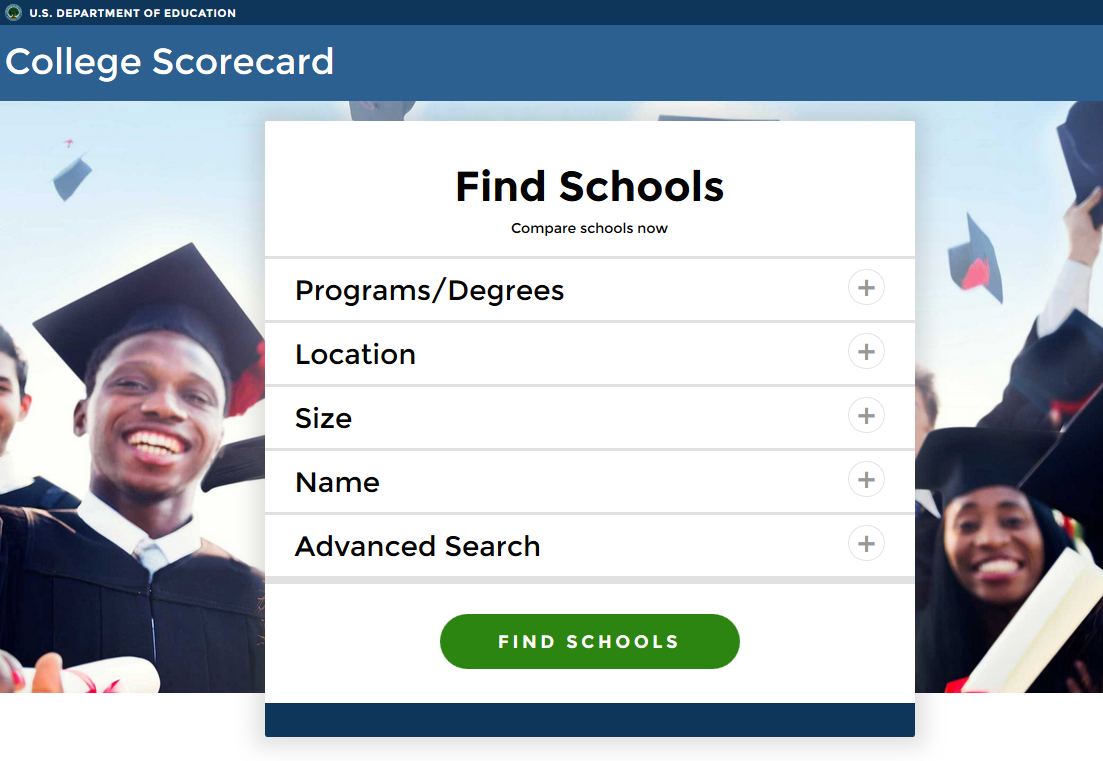 U.S. DEPARTMENT OF EDUCATION
College Scorecard
Find Schools
Compare schools now
Programs/Degrees
Location
Size
Name
Advanced Search
FIND SCHOOLS